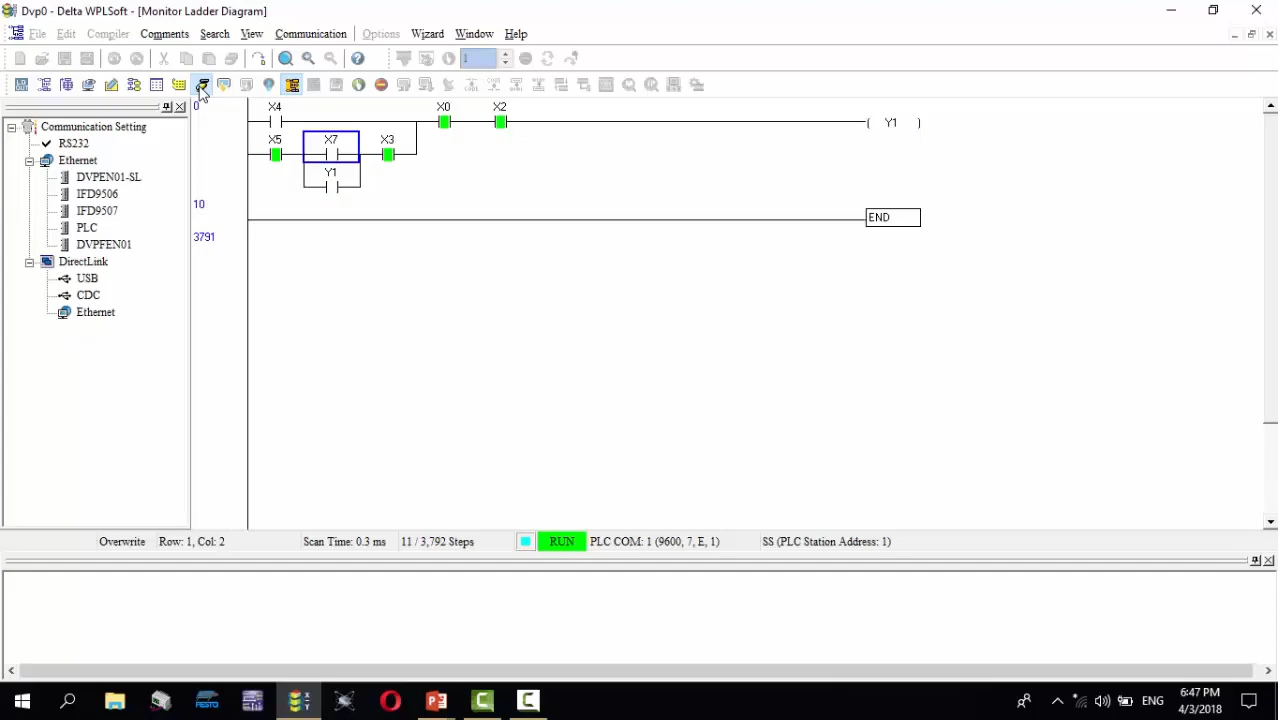 Dvp0 - Delta WPLSoft - [Monitor Ladder Diagram]
File Edit Compiler Comments Search View Communication Options Wizard Window Help
1
0
X4 X0 X2
Y1
Communication Setting
X5 X7 X3
RS232
Ethernet
Y1
DVPEN01-SL
IFD9506
10
IFD9507
END
PLC
3791
DVPFEN01
DirectLink
USB
CDC
Ethernet
Overwrite Row: 1, Col: 2 Scan Time: 0.3 ms 11 / 3,792 Steps RUN PLC COM: 1 (9600, 7, E, 1) SS (PLC Station Address: 1)
FESTO
ENG
6:47 PM
4/3/2018